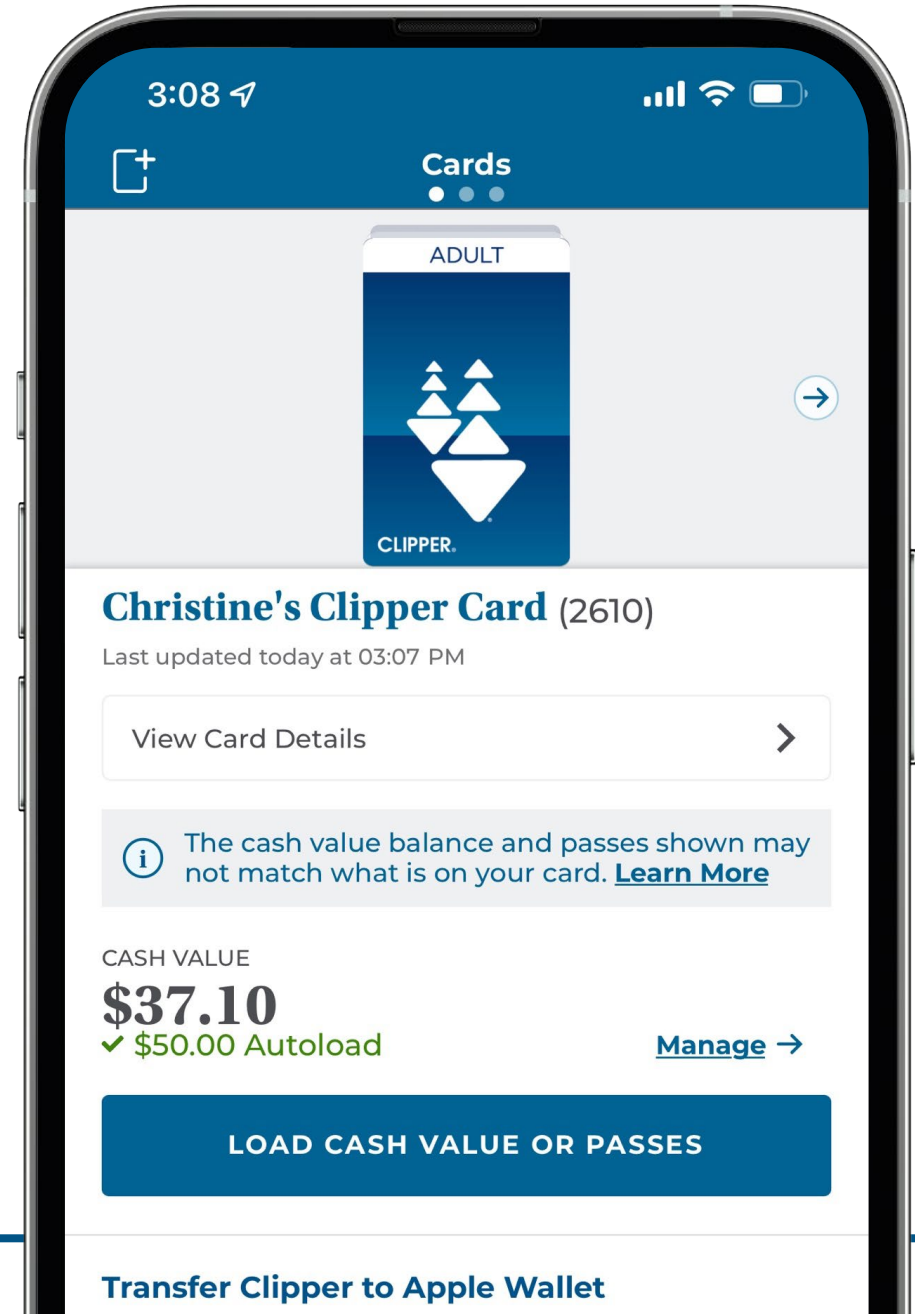 3:08
Cards
ADULT
CLIPPER.
Christine's Clipper Card (2610)
Last updated today at 03:07 PM
View Card Details
The cash value balance and passes shown may
not match what is on your card. Learn More
CASH VALUE
$37.10
$50.00 Autoload
Manage
LOAD CASH VALUE OR PASSES
Transfer Clipper to Apple Wallet